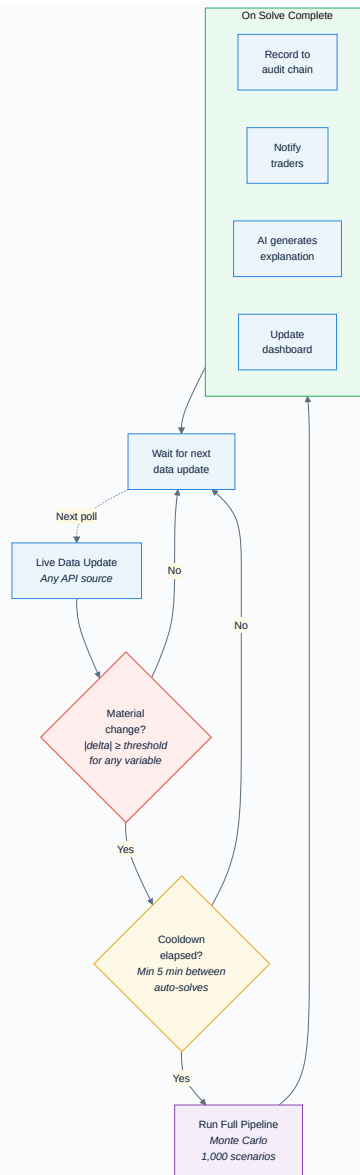 On Solve Complete
Record to
audit chain
Notify
traders
AI generates
explanation
Update
dashboard
Wait for next
data update
Next poll
Live Data Update
Any API source
No
No
Material
change?
|delta| ≥ threshold
for any variable
Yes
Cooldown
elapsed?
Min 5 min between
auto-solves
Yes
Run Full Pipeline
Monte Carlo
1,000 scenarios